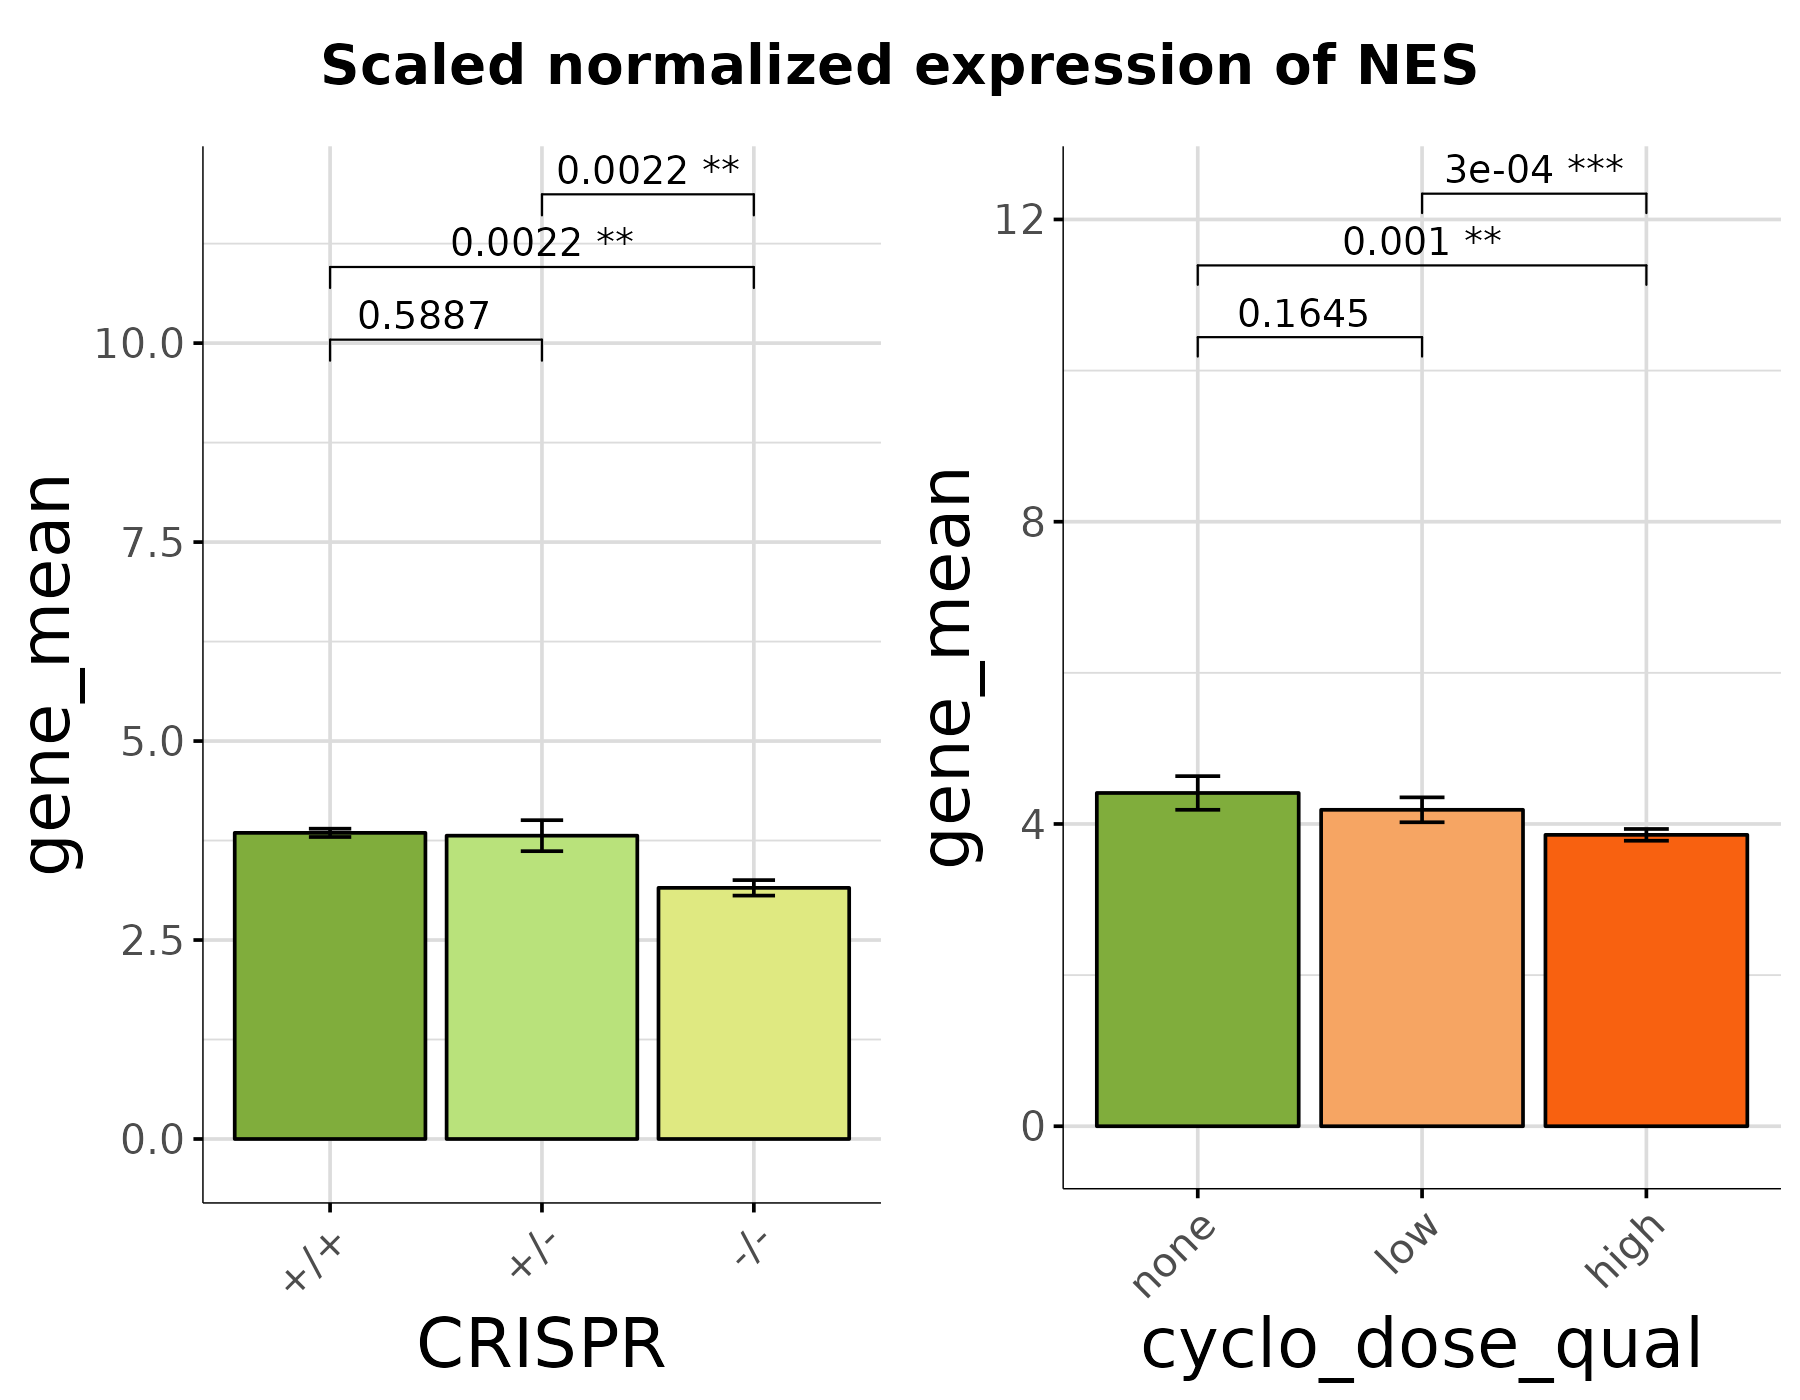 Scaled normalized expression of NES
gene_mean
10.0
7.5
5.0
2.5
0.0
0.0022 **
0.0022 **
0.5887
+/+
+/-
-/-
CRISPR
gene_mean
12
8
4
0
3e-04 ***
0.001 **
0.1645
none
low
high
cyclo_dose_qual